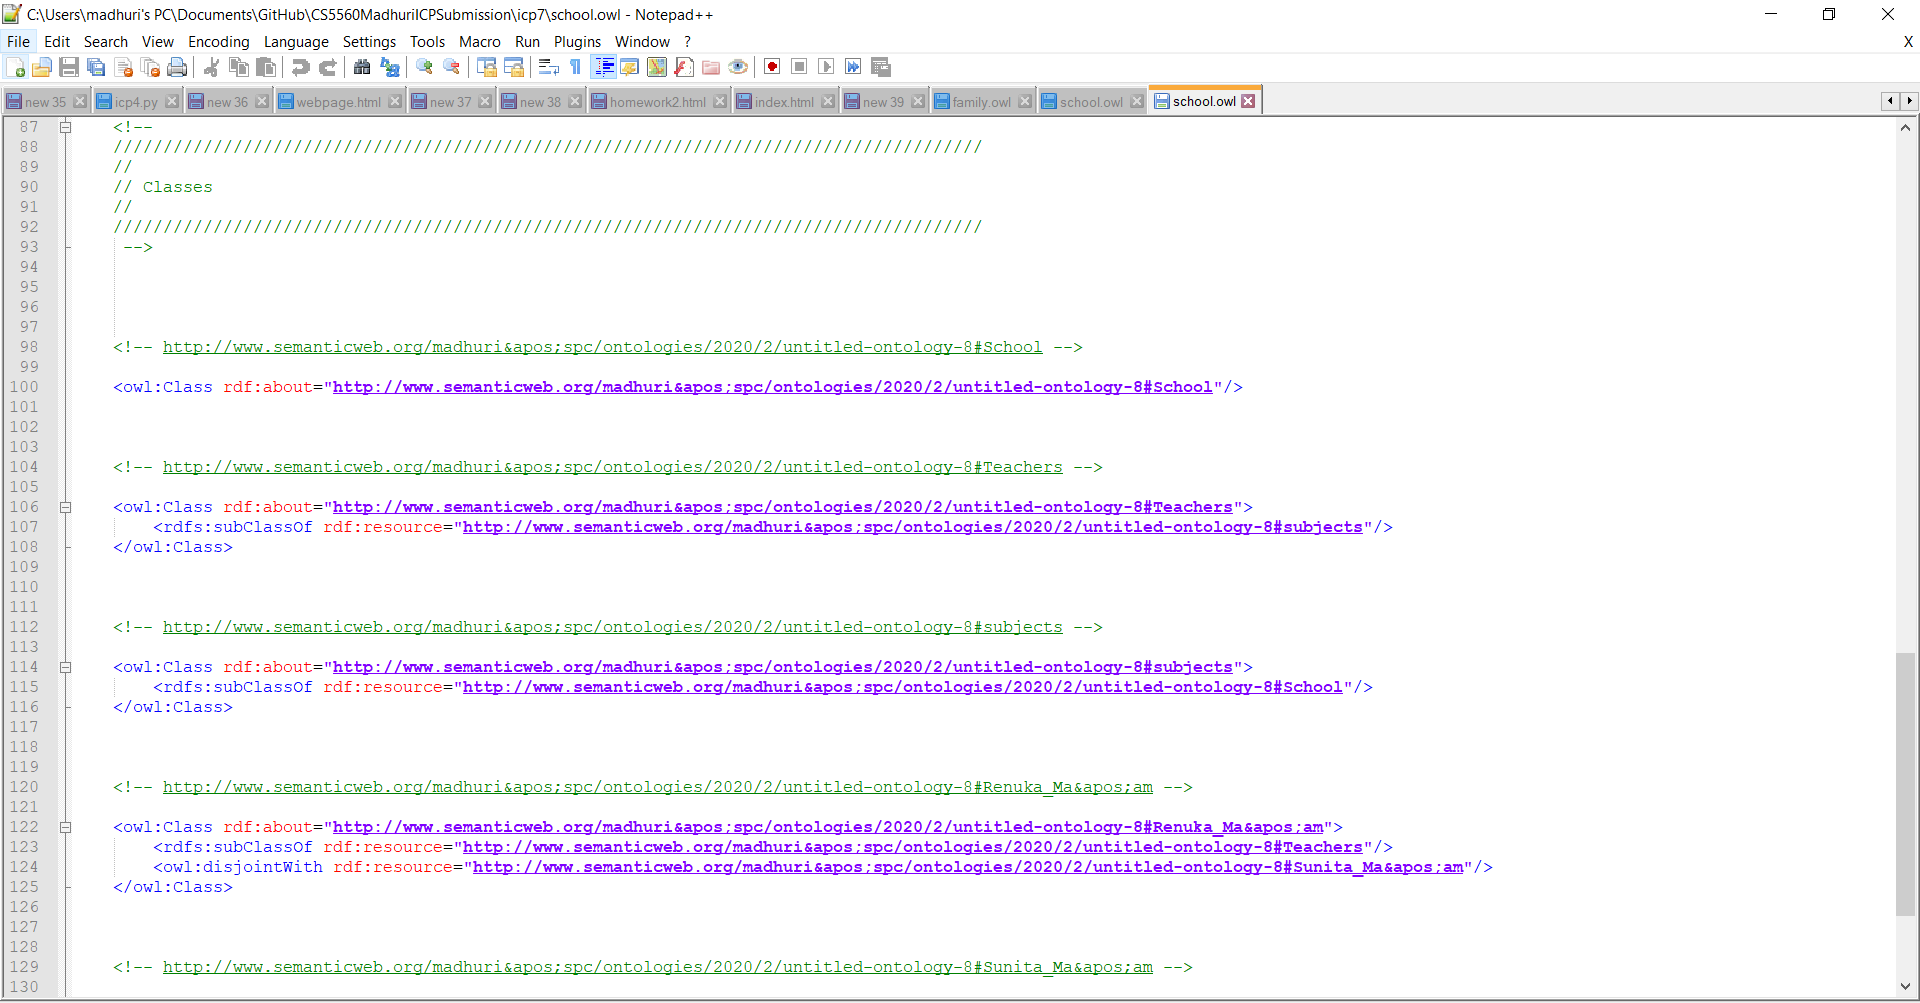 C:\Users\madhuri's PC\Documents\GitHub\CS5560MadhuriICPSubmission\icp7\school.owl - Notepad++
File Edit Search View Encoding Language Settings Tools Macro Run Plugins Window ? X
new 35 icp4.py new 36 webpage.html new 37 new 38 homework2.html index.html new 39 family.owl school.owl school.owl
87 <!--
88 ///////////////////////////////////////////////////////////////////////////////////////
89 //
90 // Classes
91 //
92 ///////////////////////////////////////////////////////////////////////////////////////
93 -->
94
95
96
97
98 <!-- http://www.semanticweb.org/madhuri&apos;spc/ontologies/2020/2/untitled-ontology-8#School -->
99
100 <owl:Class rdf:about="http://www.semanticweb.org/madhuri&apos;spc/ontologies/2020/2/untitled-ontology-8#School"/>
101
102
103
104 <!-- http://www.semanticweb.org/madhuri&apos;spc/ontologies/2020/2/untitled-ontology-8#Teachers -->
105
106 <owl:Class rdf:about="http://www.semanticweb.org/madhuri&apos;spc/ontologies/2020/2/untitled-ontology-8#Teachers">
107 <rdfs:subClassOf rdf:resource="http://www.semanticweb.org/madhuri&apos;spc/ontologies/2020/2/untitled-ontology-8#subjects"/>
108 </owl:Class>
109
110
111
112 <!-- http://www.semanticweb.org/madhuri&apos;spc/ontologies/2020/2/untitled-ontology-8#subjects -->
113
114 <owl:Class rdf:about="http://www.semanticweb.org/madhuri&apos;spc/ontologies/2020/2/untitled-ontology-8#subjects">
115 <rdfs:subClassOf rdf:resource="http://www.semanticweb.org/madhuri&apos;spc/ontologies/2020/2/untitled-ontology-8#School"/>
116 </owl:Class>
117
118
119
120 <!-- http://www.semanticweb.org/madhuri&apos;spc/ontologies/2020/2/untitled-ontology-8#Renuka_Ma&apos;am -->
121
122 <owl:Class rdf:about="http://www.semanticweb.org/madhuri&apos;spc/ontologies/2020/2/untitled-ontology-8#Renuka_Ma&apos;am">
123 <rdfs:subClassOf rdf:resource="http://www.semanticweb.org/madhuri&apos;spc/ontologies/2020/2/untitled-ontology-8#Teachers"/>
124 <owl:disjointWith rdf:resource="http://www.semanticweb.org/madhuri&apos;spc/ontologies/2020/2/untitled-ontology-8#Sunita_Ma&apos;am"/>
125 </owl:Class>
126
127
128
129 <!-- http://www.semanticweb.org/madhuri&apos;spc/ontologies/2020/2/untitled-ontology-8#Sunita_Ma&apos;am -->
130